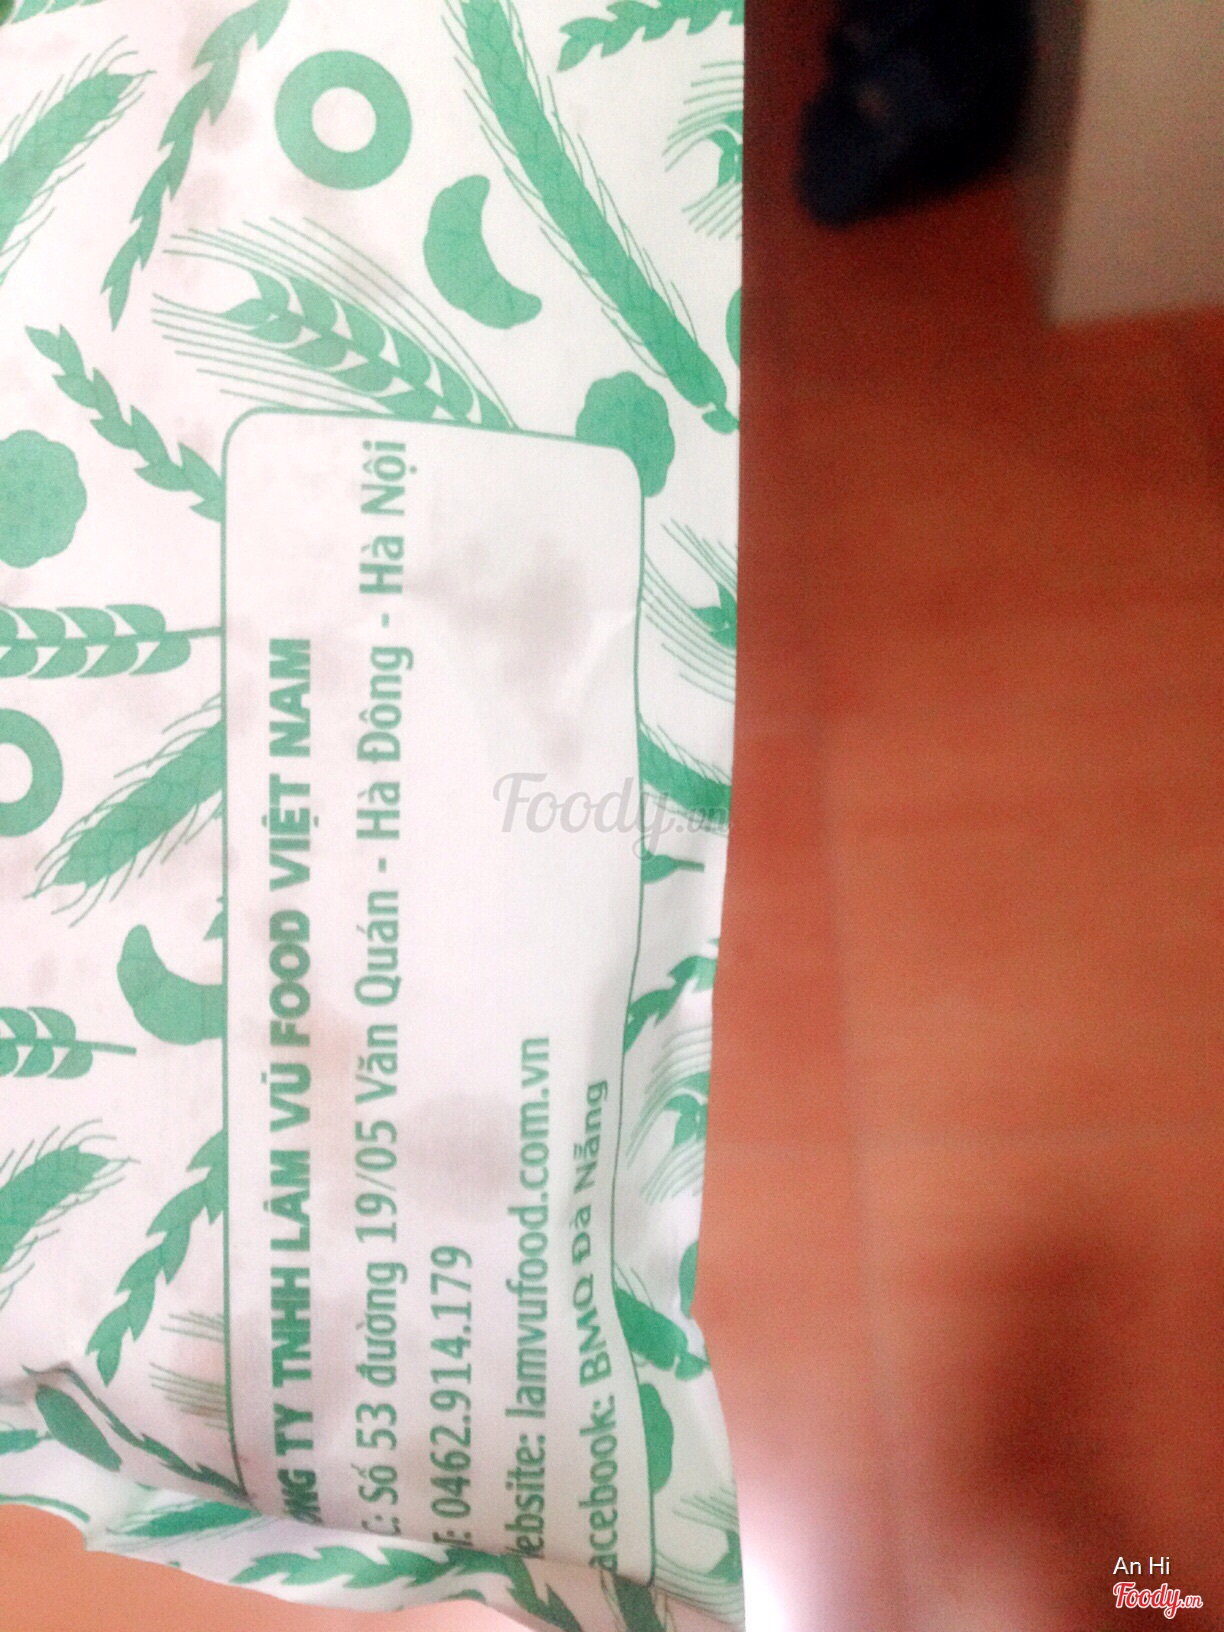 ÔNG TY TNHH LÂM VŨ FOOD VIỆT NAM
C: Số 53 đường 19/05 Văn Quán - Hà Đông - Hà Nội
T: 0462.914.179
ebsite: lamvufood.com.vn
acebook: BMQ Đà Nẵng
Foody.vn
An Hi
Foody.vn